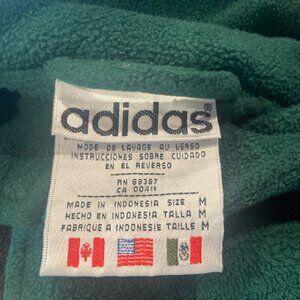 adidas®
MODE DE LAVAGE AU VERSO
INSTRUCCIONES SOBRE CUIDADO
EN EL REVERSO
RN 88387
CA 00411
MADE IN INDONESIA SIZE M
HECHO EN INDONESIA TALLA M
FABRIQUE A INDONESIE TAILLE M